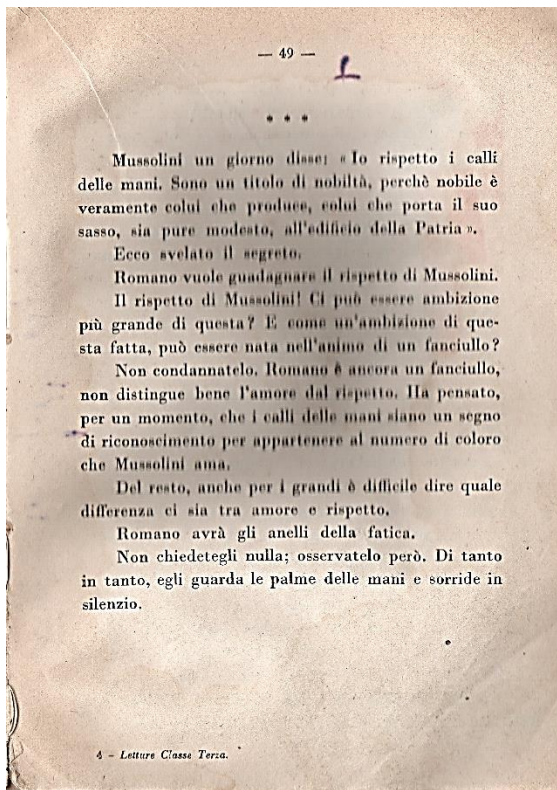 — 49 —
* * *
Mussolini un giorno disse: « Io rispetto i calli
delle mani. Sono un titolo di nobiltà, perchè nobile è
veramente colui che produce, colui che porta il suo
sasso, sia pure modesto, all'edificio della Patria ».
Ecco svelato il segreto.
Romano vuole guadagnare il rispetto di Mussolini.
Il rispetto di Mussolini! Ci può essere ambizione
più grande di questa? E come un'ambizione di que-
sta fatta, può essere nata nell'animo di un fanciullo?
Non condannatelo. Romano è ancora un fanciullo,
non distingue bene l'amore dal rispetto. Ha pensato,
per un momento, che i calli delle mani siano un segno
di riconoscimento per appartenere al numero di coloro
che Mussolini ama.
Del resto, anche per i grandi è difficile dire quale
differenza ci sia tra amore e rispetto.
Romano avrà gli anelli della fatica.
Non chiedetegli nulla; osservatelo però. Di tanto
in tanto, egli guarda le palme delle mani e sorride in
silenzio.
4 - Letture Classe Terza.